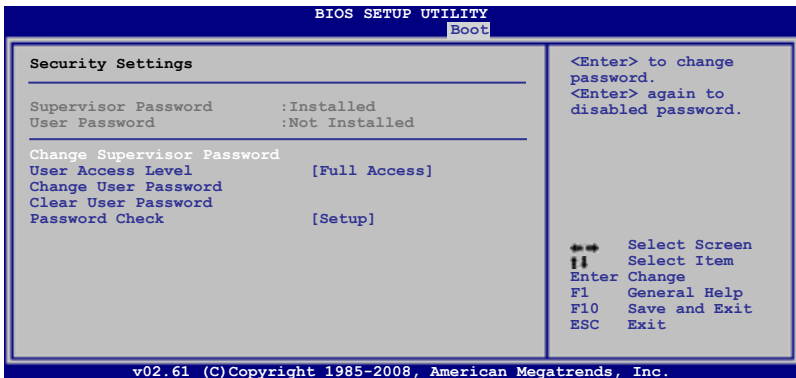 BIOS SETUP UTILITY
Boot
Security Settings
Supervisor Password :Installed
User Password :Not Installed
Change Supervisor Password
User Access Level [Full Access]
Change User Password
Clear User Password
Password Check [Setup]
<Enter> to change
password.
<Enter> again to
disabled password.
Select Screen
Select Item
Enter Change
F1 General Help
F10 Save and Exit
ESC Exit
v02.61 (C)Copyright 1985-2008, American Megatrends, Inc.